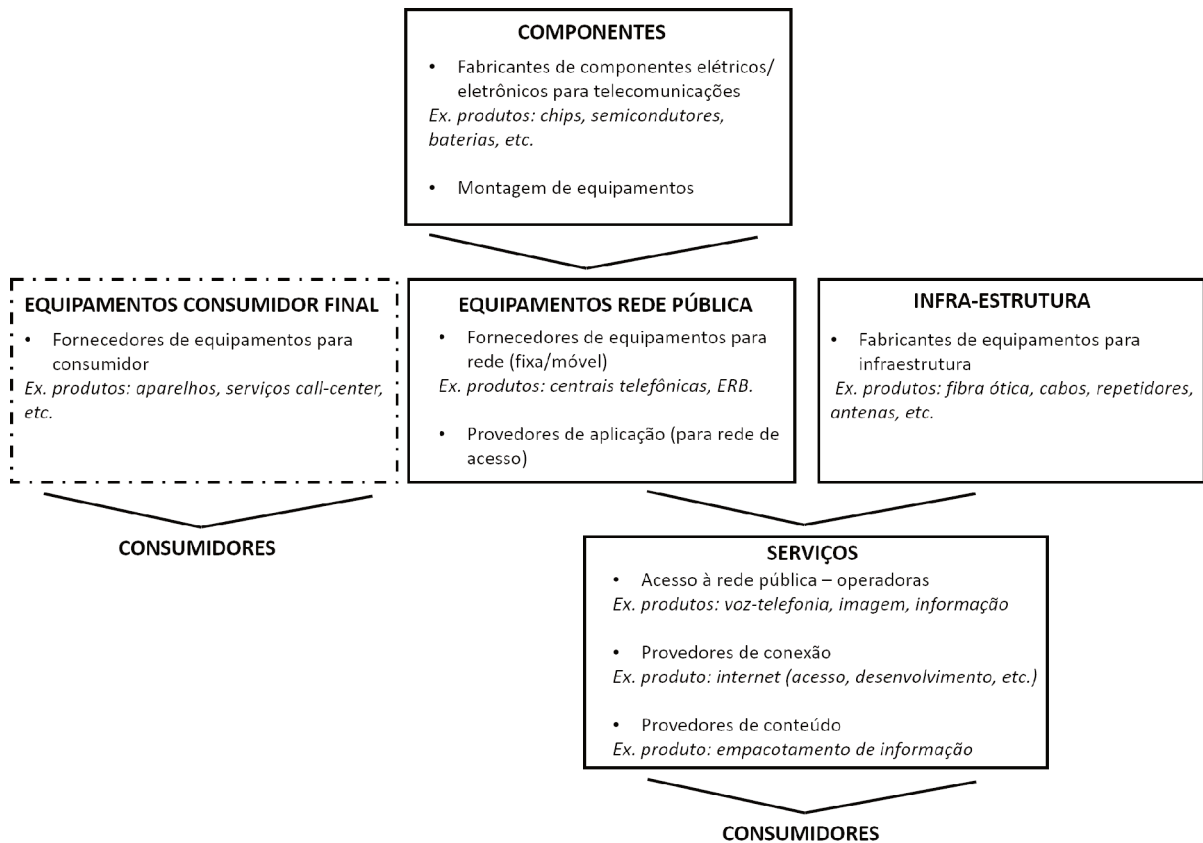 COMPONENTES
• Fabricantes de componentes elétricos/
eletrônicos para telecomunicações
Ex. produtos: chips, semicondutores,
baterias, etc.
• Montagem de equipamentos
EQUIPAMENTOS CONSUMIDOR FINAL
• Fornecedores de equipamentos para
consumidor
Ex. produtos: aparelhos, serviços call-center,
etc.
CONSUMIDORES
EQUIPAMENTOS REDE PÚBLICA
• Fornecedores de equipamentos para
rede (fixa/móvel)
Ex. produtos: centrais telefônicas, ERB.
• Provedores de aplicação (para rede de
acesso)
INFRA-ESTRUTURA
• Fabricantes de equipamentos para
infraestrutura
Ex. produtos: fibra ótica, cabos, repetidores,
antenas, etc.
SERVIÇOS
• Acesso à rede pública – operadoras
Ex. produtos: voz-telefonia, imagem, informação
• Provedores de conexão
Ex. produto: internet (acesso, desenvolvimento, etc.)
• Provedores de conteúdo
Ex. produto: empacotamento de informação
CONSUMIDORES